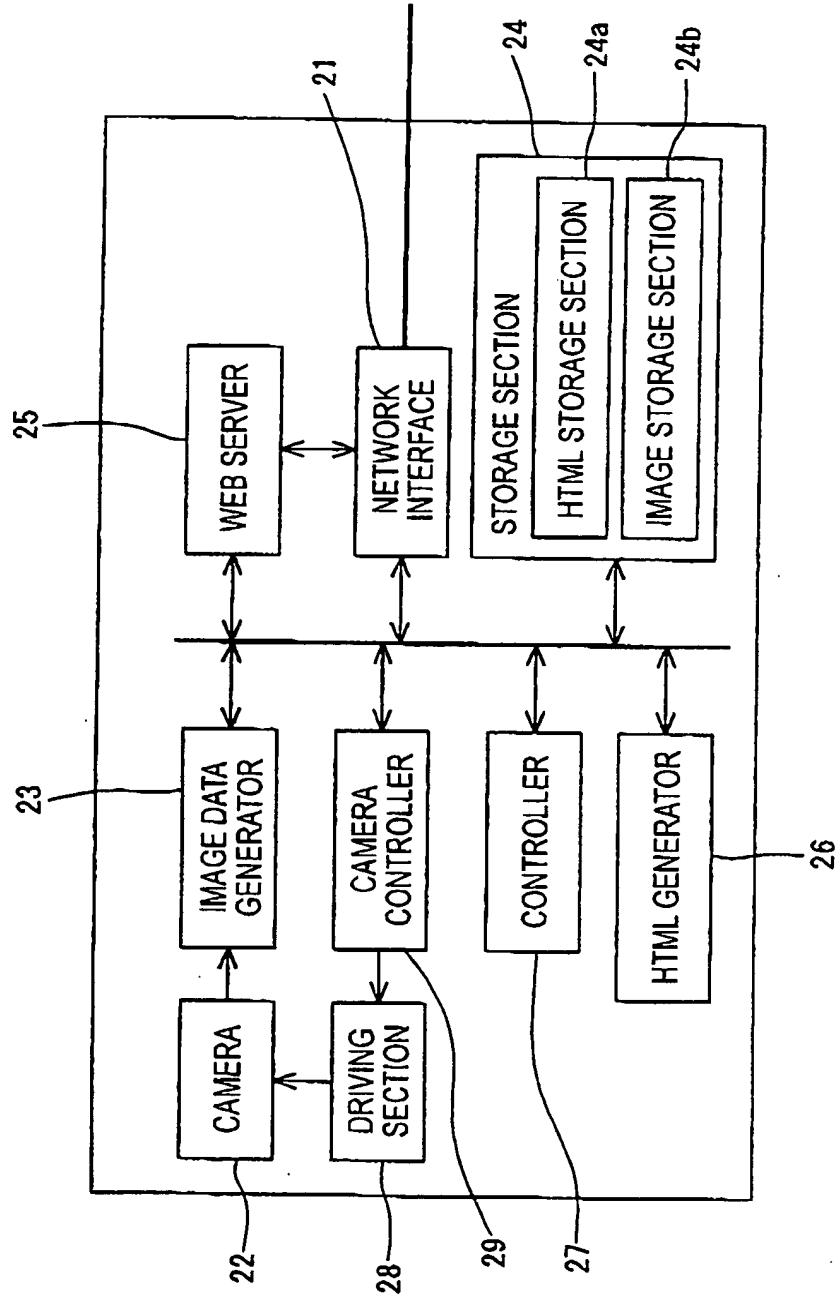 25
WEB SERVER
21
NETWORK
INTERFACE
24
STORAGE SECTION
24a
HTML STORAGE SECTION
24b
IMAGE STORAGE SECTION
23
IMAGE DATA
GENERATOR
CAMERA
CONTROLLER
CONTROLLER
HTML GENERATOR
26
CAMERA
22
DRIVING
SECTION
28
29
27